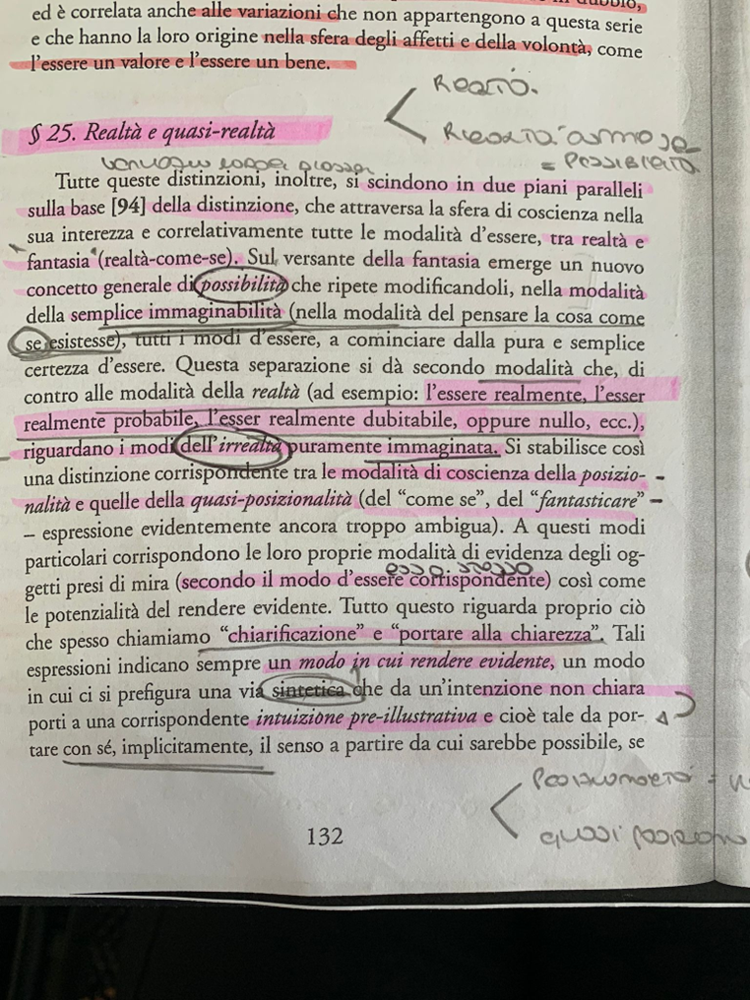 ed è correlata anche alle variazioni che non appartengono a questa serie
e che hanno la loro origine nella sfera degli affetti e della volontà, come
l'essere un valore e l'essere un bene.
Realtà.
§ 25. Realtà e quasi-realtà
= Possibilità
Tutte queste distinzioni, inoltre, si scindono in due piani paralleli
sulla base [94] della distinzione, che attraversa la sfera di coscienza nella
sua interezza e correlativamente tutte le modalità d'essere, tra realtà e
fantasia (realtà-come-se). Sul versante della fantasia emerge un nuovo
concetto generale di possibilità che ripete modificandoli, nella modalità
della semplice immaginabilità (nella modalità del pensare la cosa come
se esistesse), tutti i modi d'essere, a cominciare dalla pura e semplice
certezza d'essere. Questa separazione si dà secondo modalità che, di
contro alle modalità della realtà (ad esempio: l'essere realmente, l'esser
realmente probabile, l'esser realmente dubitabile, oppure nullo, ecc.),
riguardano i modi dell'irrealtà puramente immaginata. Si stabilisce così
una distinzione corrispondente tra le modalità di coscienza della posizio-
nalità e quelle della quasi-posizionalità (del “come se”, del “fantasticare”
– espressione evidentemente ancora troppo ambigua). A questi modi
particolari corrispondono le loro proprie modalità di evidenza degli og-
esso stesso
getti presi di mira (secondo il modo d'essere corrispondente) così come
le potenzialità del rendere evidente. Tutto questo riguarda proprio ciò
che spesso chiamiamo “chiarificazione” e “portare alla chiarezza”. Tali
espressioni indicano sempre un modo in cui rendere evidente, un modo
in cui ci si prefigura una via sintetica che da un'intenzione non chiara
porti a una corrispondente intuizione pre-illustrativa e cioè tale da por-
tare con sé, implicitamente, il senso a partire da cui sarebbe possibile, se
quasi
132